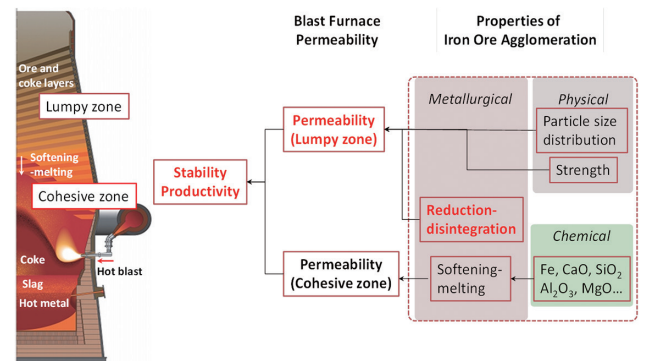 Blast Furnace
Permeability
Properties of
Iron Ore Agglomeration
Ore and
coke layers
Lumpy zone
Softening
-melting
Cohesive zone
Coke
Hot blast
Slag
Hot metal
Stability
Productivity
Permeability
(Lumpy zone)
Permeability
(Cohesive zone)
Metallurgical
Reduction-
disintegration
Softening-
melting
Physical
Particle size
distribution
Strength
Chemical
Fe, CaO, SiO₂
Al₂O₃, MgO...